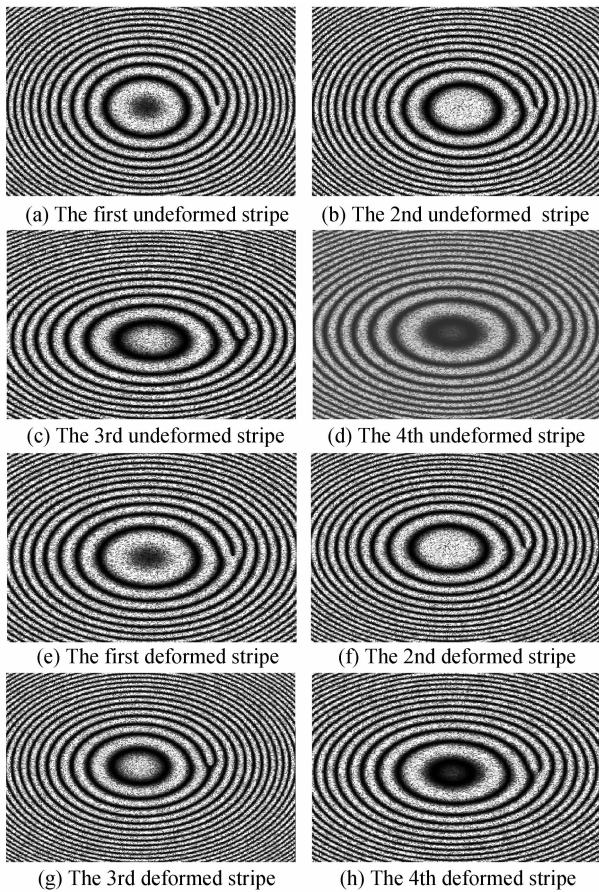 (a) The first undeformed stripe
(b) The 2nd undeformed stripe
(c) The 3rd undeformed stripe
(d) The 4th undeformed stripe
(e) The first deformed stripe
(f) The 2nd deformed stripe
(g) The 3rd deformed stripe
(h) The 4th deformed stripe